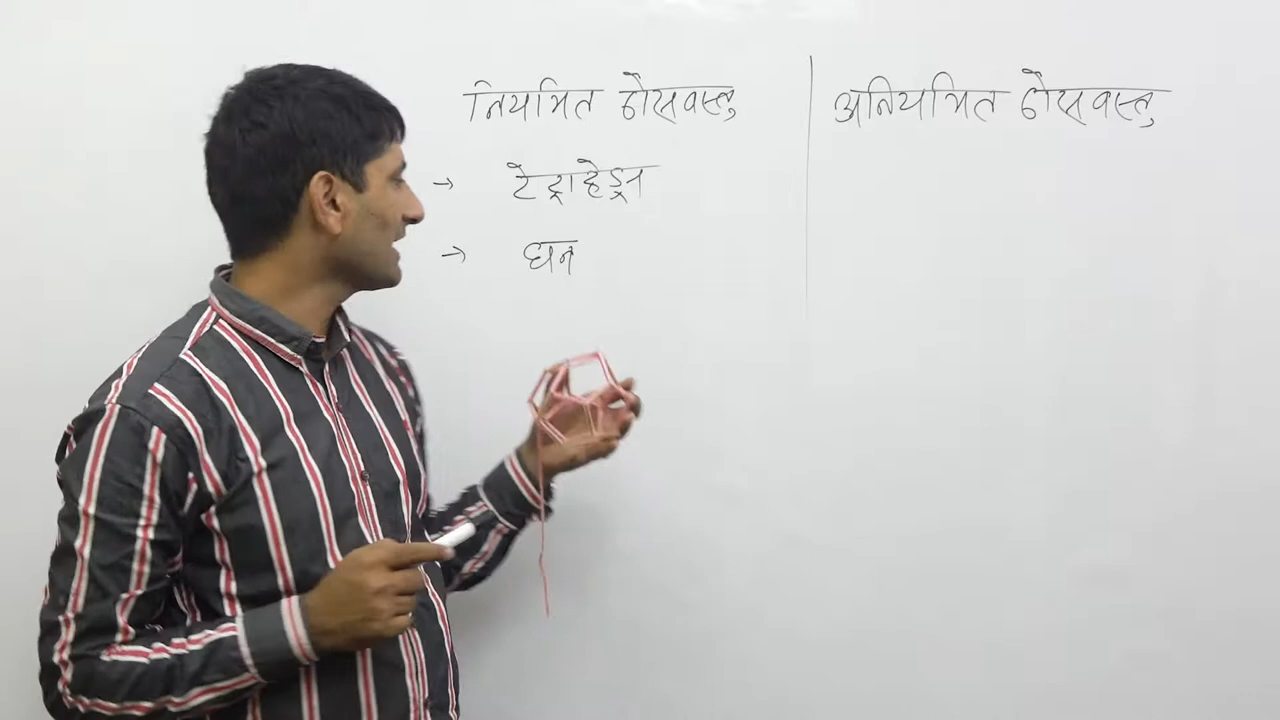 नियमित ठोसवस्तु
अनियमित ठोसवस्तु
→ टेट्राहेड्रन
→ घन